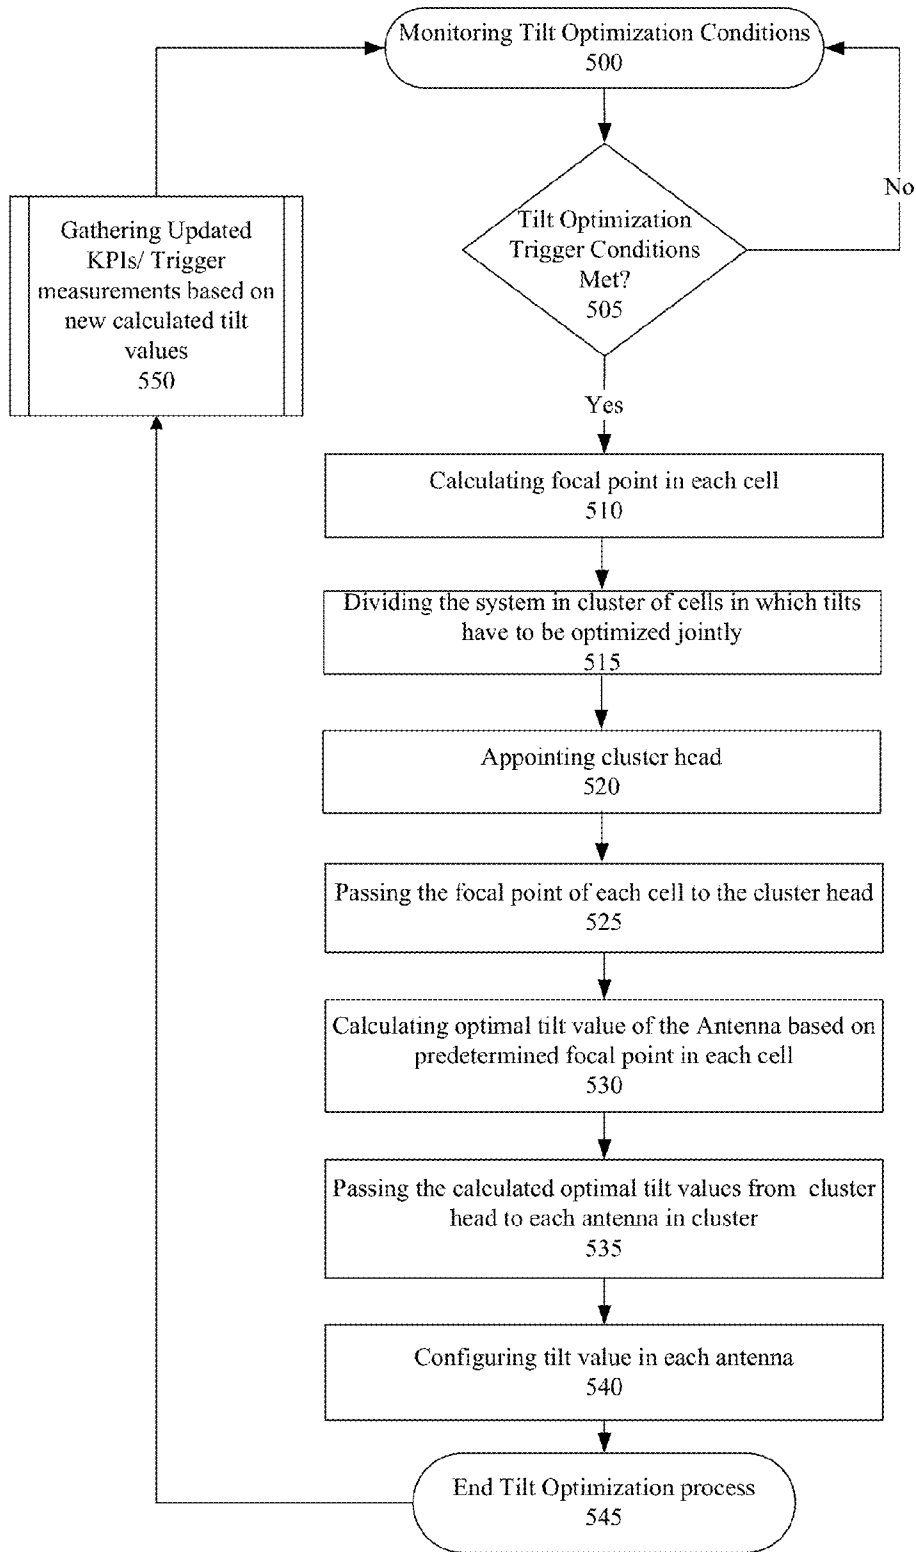 Monitoring Tilt Optimization Conditions
500
No
Tilt Optimization
Trigger Conditions
Met?
505
Gathering Updated
KPIs/ Trigger
measurements based on
new calculated tilt
values
550
Yes
Calculating focal point in each cell
510
Dividing the system in cluster of cells in which tilts
have to be optimized jointly
515
Appointing cluster head
520
Passing the focal point of each cell to the cluster head
525
Calculating optimal tilt value of the Antenna based on
predetermined focal point in each cell
530
Passing the calculated optimal tilt values from cluster
head to each antenna in cluster
535
Configuring tilt value in each antenna
540
End Tilt Optimization process
545